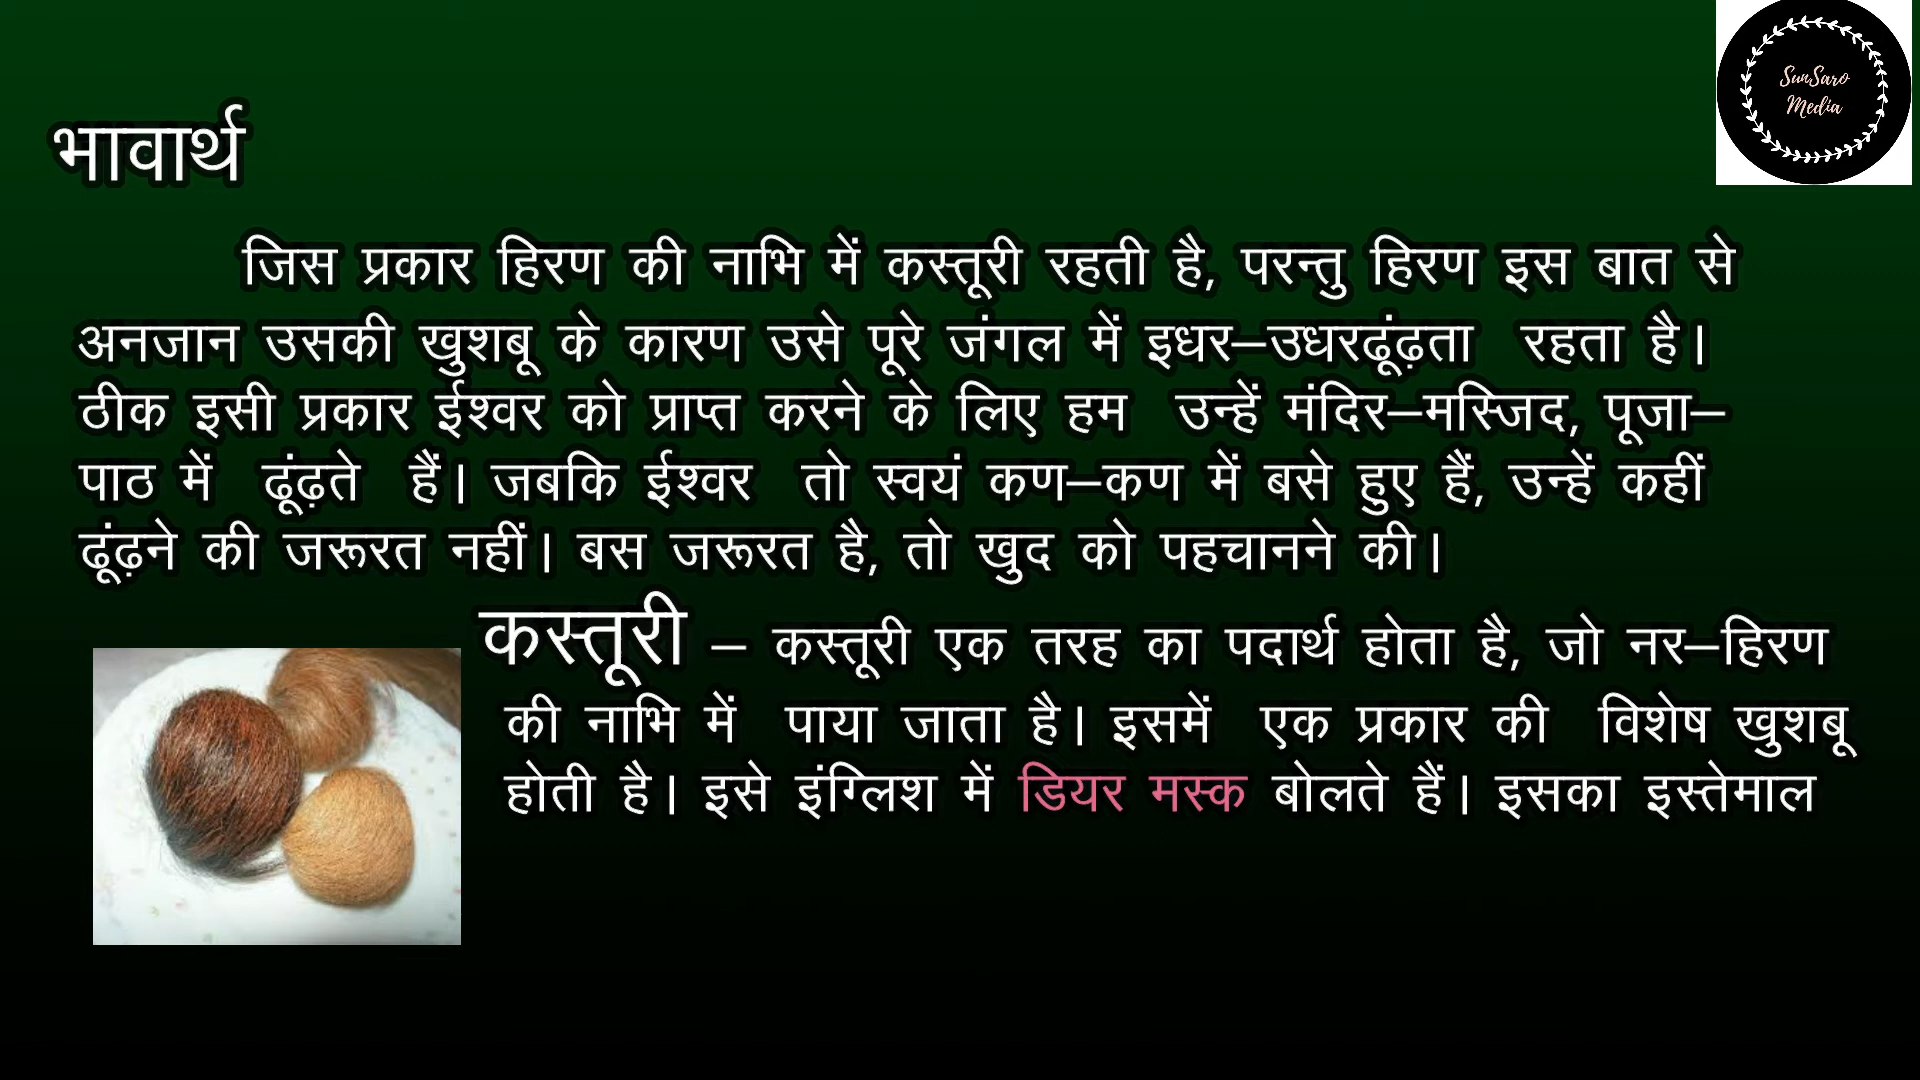 SunSaro
Media
भावार्थ
जिस प्रकार हिरण की नाभि में कस्तूरी रहती है, परन्तु हिरण इस बात से
अनजान उसकी खुशबू के कारण उसे पूरे जंगल में इधर–उधरढूंढ़ता रहता है।
ठीक इसी प्रकार ईश्वर को प्राप्त करने के लिए हम उन्हें मंदिर–मस्जिद, पूजा–
पाठ में ढूंढ़ते हैं। जबकि ईश्वर तो स्वयं कण–कण में बसे हुए हैं, उन्हें कहीं
ढूंढ़ने की जरूरत नहीं। बस जरूरत है, तो खुद को पहचानने की।
कस्तूरी – कस्तूरी एक तरह का पदार्थ होता है, जो नर–हिरण
की नाभि में पाया जाता है। इसमें एक प्रकार की विशेष खुशबू
होती है। इसे इंग्लिश में डियर मस्क बोलते हैं। इसका इस्तेमाल